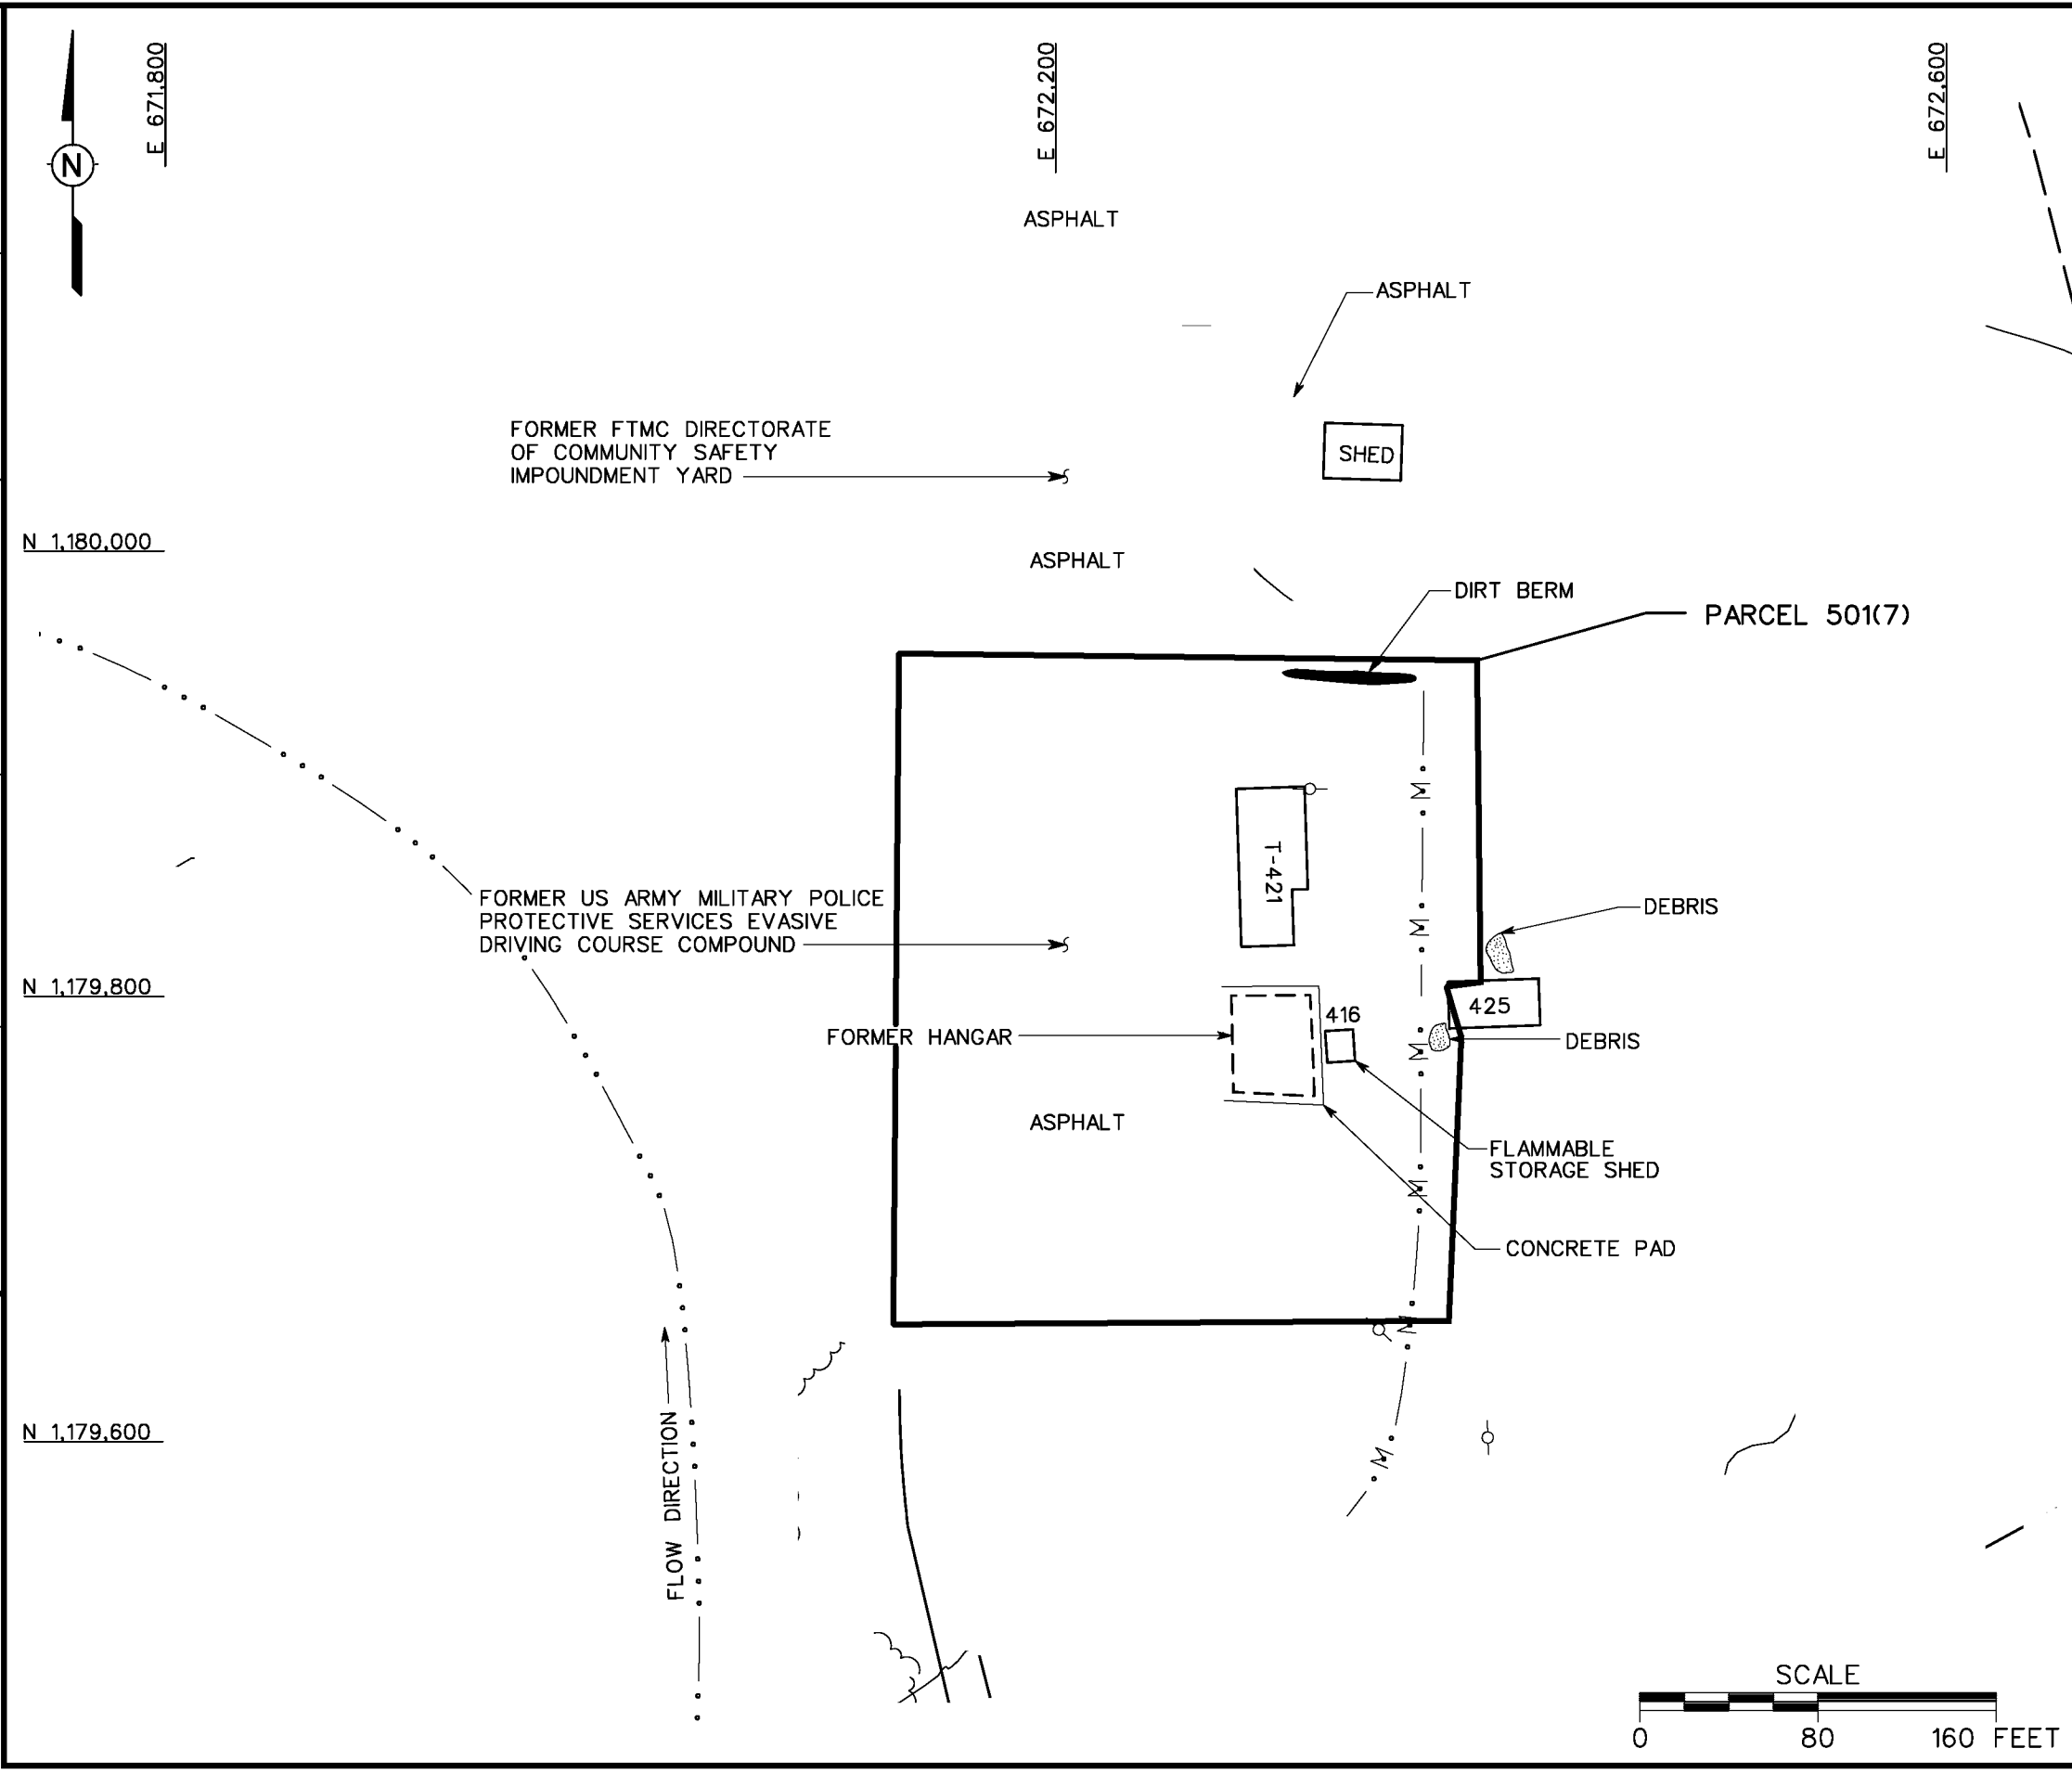 E 671,800
E 672,200
E 672,600
N
ASPHALT
ASPHALT
FORMER FTMC DIRECTORATE
OF COMMUNITY SAFETY
IMPOUNDMENT YARD
SHED
N 1,180,000
ASPHALT
DIRT BERM
PARCEL 501(7)
M
T-421
FORMER US ARMY MILITARY POLICE
PROTECTIVE SERVICES EVASIVE
DRIVING COURSE COMPOUND
DEBRIS
M
N 1,179,800
425
416
FORMER HANGAR
DEBRIS
M
ASPHALT
FLAMMABLE
STORAGE SHED
M
CONCRETE PAD
M
FLOW DIRECTION
N 1,179,600
M
SCALE
0 80 160 FEET